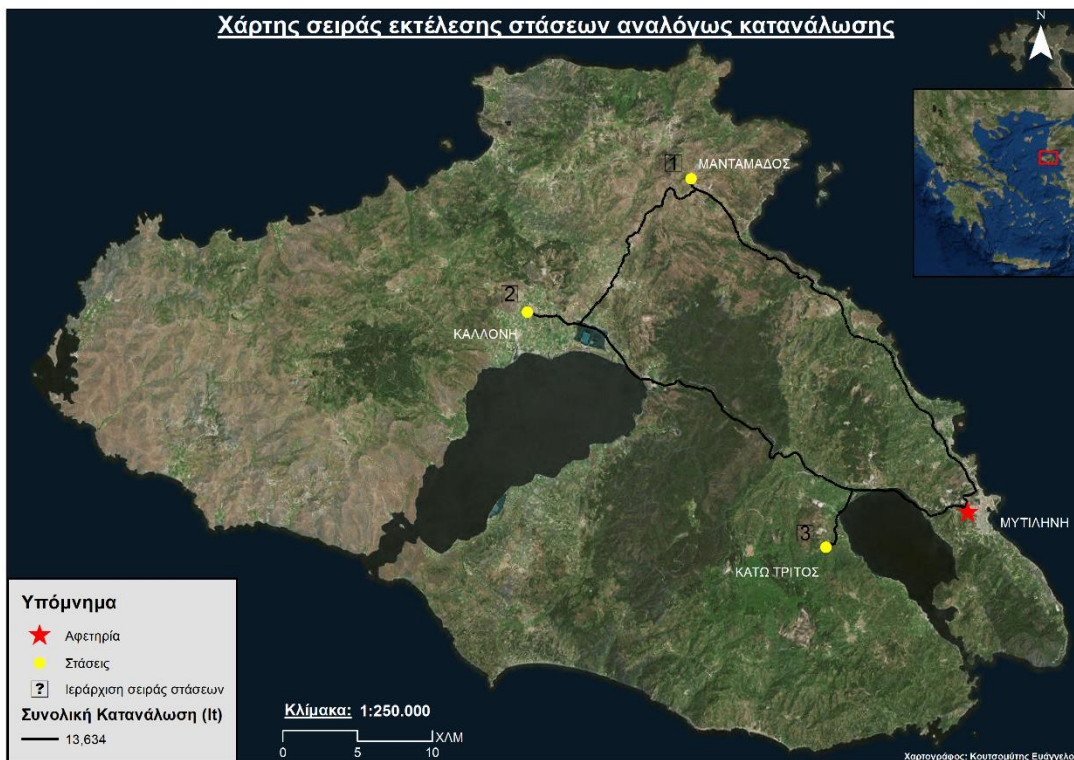 Χάρτης σειράς εκτέλεσης στάσεων αναλόγως κατανάλωσης
N
1
ΜΑΝΤΑΜΑΔΟΣ
2
ΚΑΛΛΟΝΗ
ΜΥΤΙΛΗΝΗ
3
ΚΑΤΩ ΤΡΙΤΟΣ
Υπόμνημα
Αφετηρία
Στάσεις
? Ιεράρχιση σειράς στάσεων
Συνολική Κατανάλωση (lt)
13,634
Κλίμακα: 1:250.000
ΧΛΜ
0 5 10
Χαρτογράφος: Κουτσομύτης Ευάγγελο